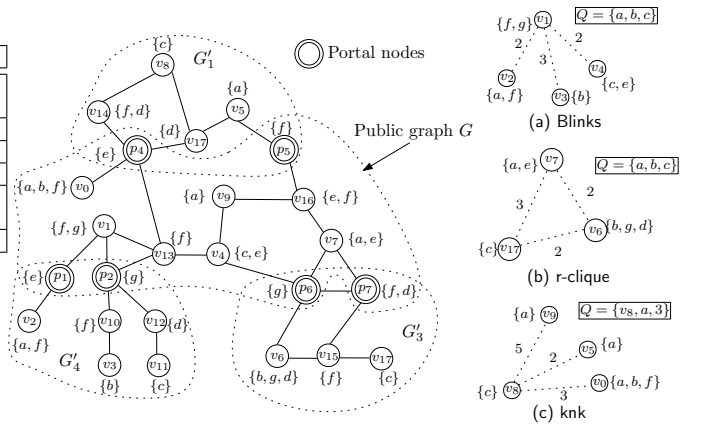 {c}
v8
G′1
Portal nodes
{a}
v14 {f, d}
v5
{d}
v17
{f}
{e}
p4
p5
Public graph G
{a, b, f}
v0
{a}
v9
v16 {e, f}
{f, g}
v1
{f}
v13
v4 {c, e}
v7 {a, e}
{e} p1
p2 {g}
{g} p6
p7 {f, d}
v2
{f} v10
v12 {d}
G′3
{a, f}
G′4
v3
v11
v6
v15
v17
{b}
{c}
{b, g, d}
{f}
{c}
{f, g} v1
Q = {a, b, c}
2
3
2
v2
v4
{a, f}
v3 {b}
{c, e}
(a) Blinks
{a, e} v7
Q = {a, b, c}
3
2
v6 {b, g, d}
{c} v17
2
(b) r-clique
{a} v9
Q = {v8, a, 3}
5
2
v5 {a}
{c} v8
3
v0 {a, b, f}
(c) knk